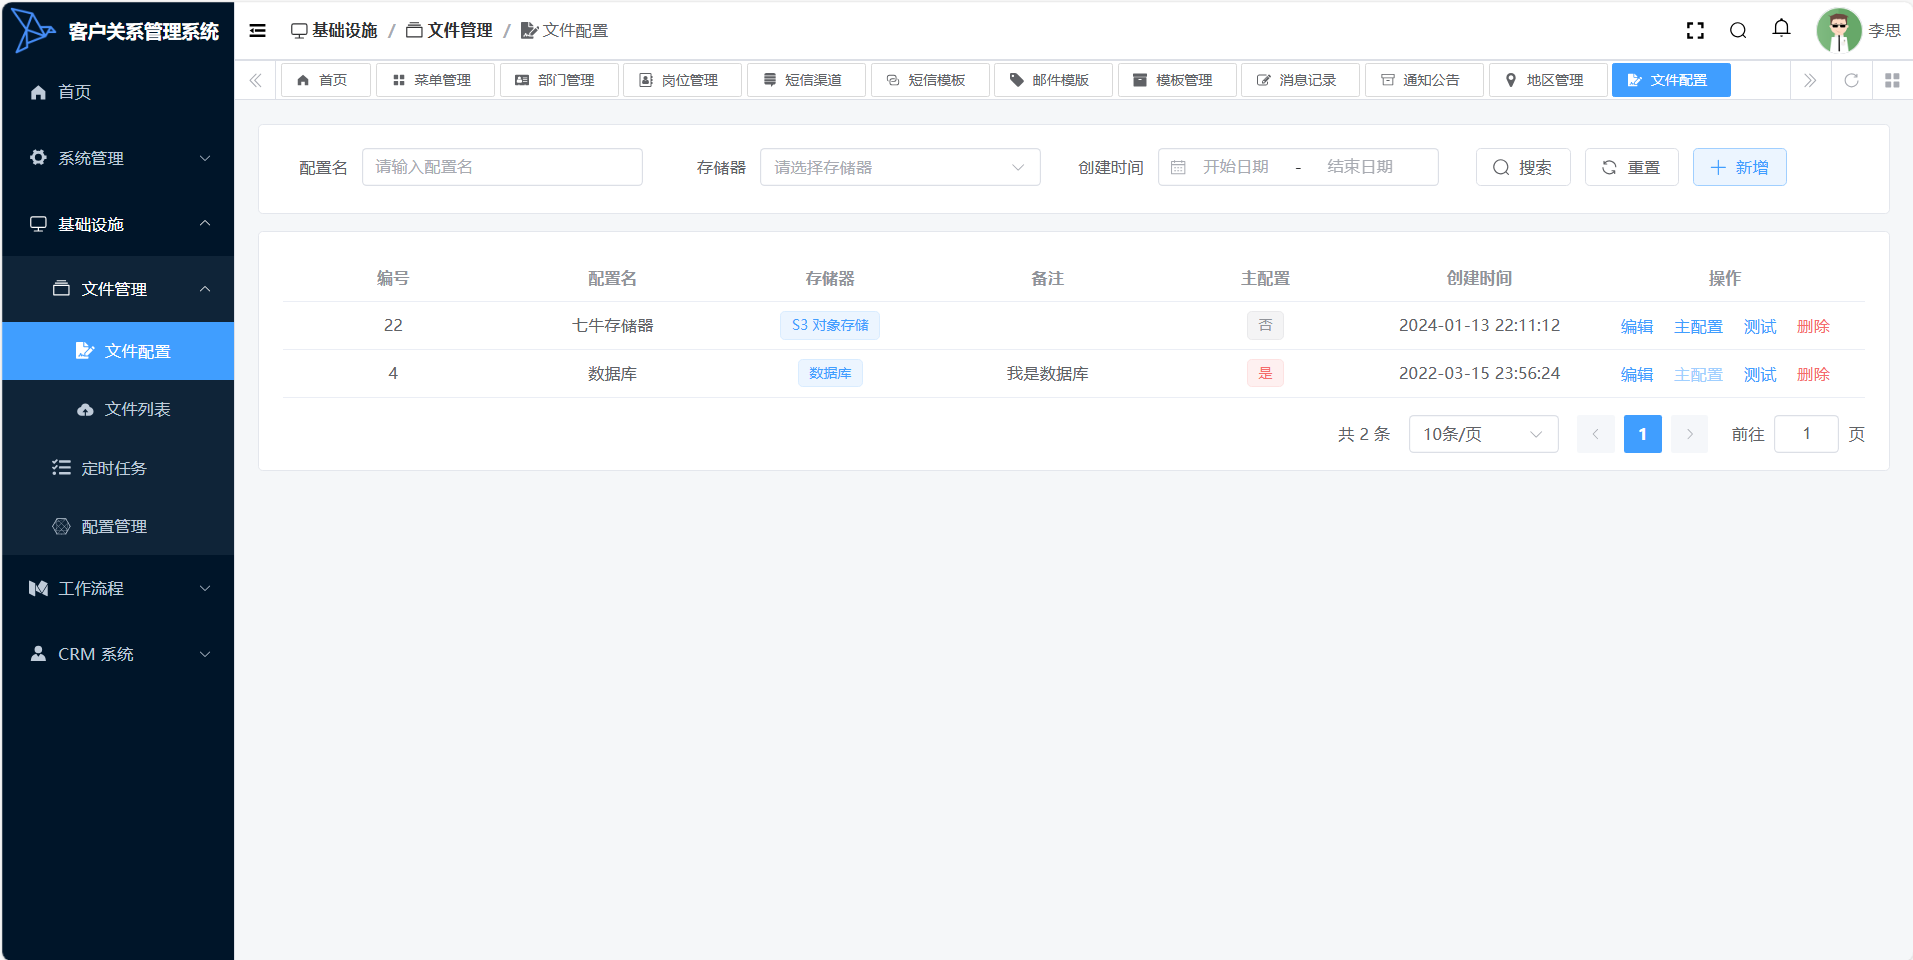 客户关系管理系统
基础设施 / 文件管理 / 文件配置
李思
首页
系统管理
基础设施
文件管理
文件配置
文件列表
定时任务
配置管理
工作流程
CRM 系统
首页 菜单管理 部门管理 岗位管理 短信渠道 短信模板 邮件模版 模板管理 消息记录 通知公告 地区管理 文件配置
配置名 请输入配置名 存储器 请选择存储器 创建时间 开始日期 - 结束日期 搜索 重置 新增
编号 配置名 存储器 备注 主配置 创建时间 操作
22 七牛存储器 S3 对象存储 否 2024-01-13 22:11:12 编辑 主配置 测试 删除
4 数据库 数据库 我是数据库 是 2022-03-15 23:56:24 编辑 主配置 测试 删除
共 2 条 10条/页 1 前往 1 页